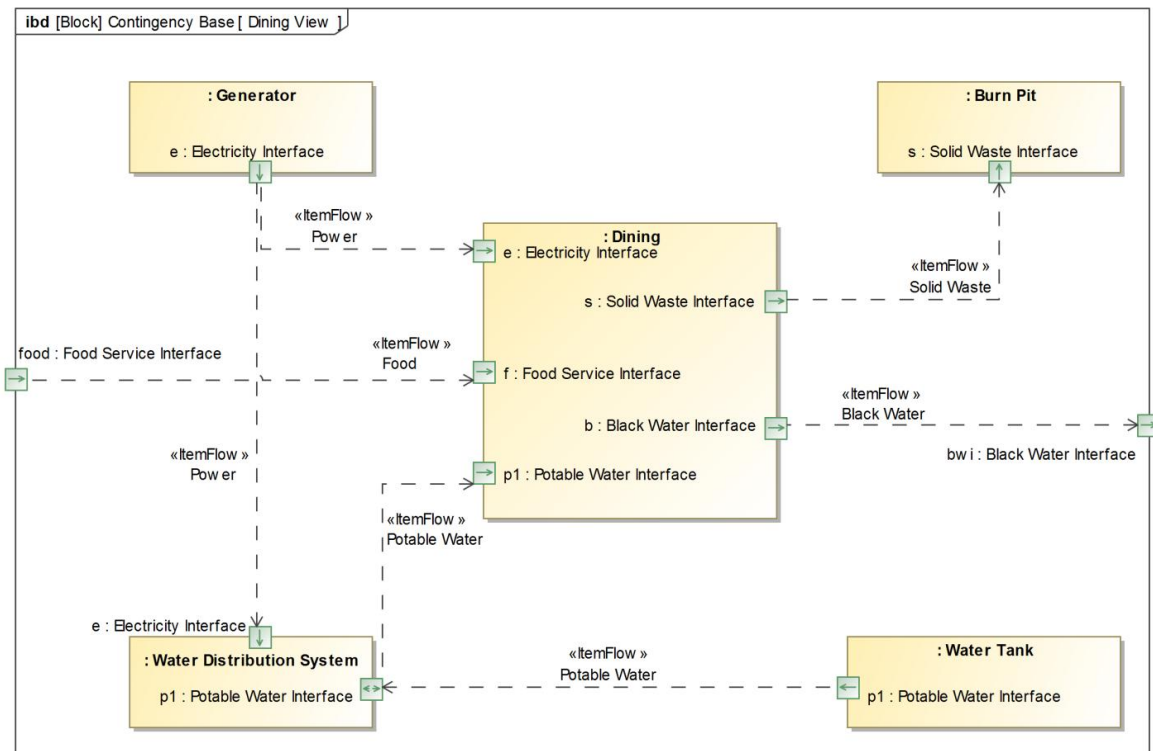 ibd [Block] Contingency Base [ Dining View ]
: Generator
e : Electricity Interface
: Burn Pit
s : Solid Waste Interface
«ItemFlow»
Power
: Dining
e : Electricity Interface
s : Solid Waste Interface
f : Food Service Interface
b : Black Water Interface
p1 : Potable Water Interface
«ItemFlow»
Solid Waste
food : Food Service Interface
«ItemFlow»
Food
«ItemFlow»
Black Water
bwi : Black Water Interface
«ItemFlow»
Power
«ItemFlow»
Potable Water
e : Electricity Interface
: Water Distribution System
p1 : Potable Water Interface
«ItemFlow»
Potable Water
: Water Tank
p1 : Potable Water Interface